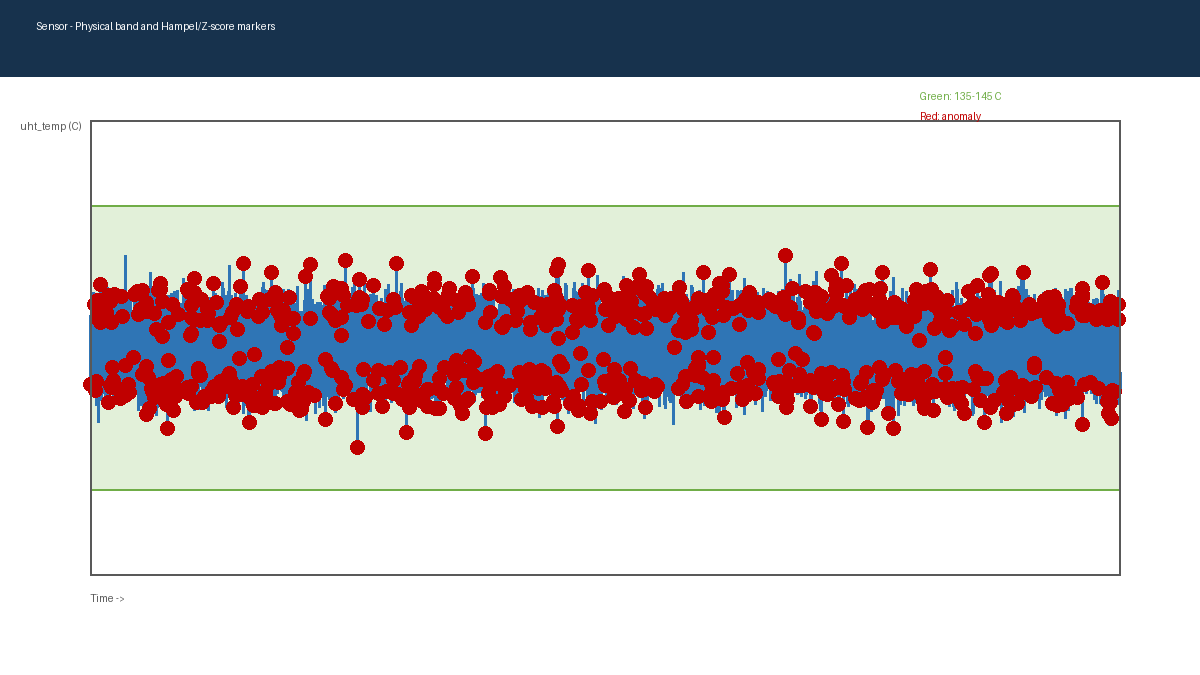 Sensor - Physical band and Hampel/Z-score markers
Green: 135-145 C
Red: anomaly
uht_temp (C)
Time ->